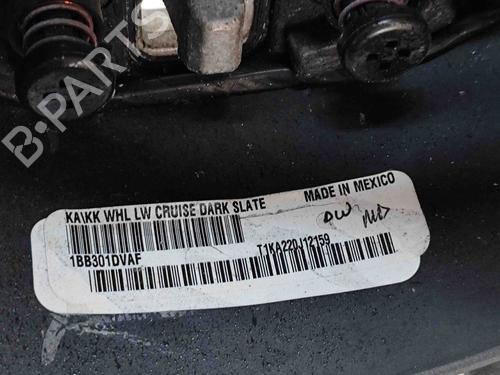 B-PARTS
KA\KK WHL LW CRUISE DARK SLATE
MADE IN MEXICO
1BB301DVAF
T1KA220J12159